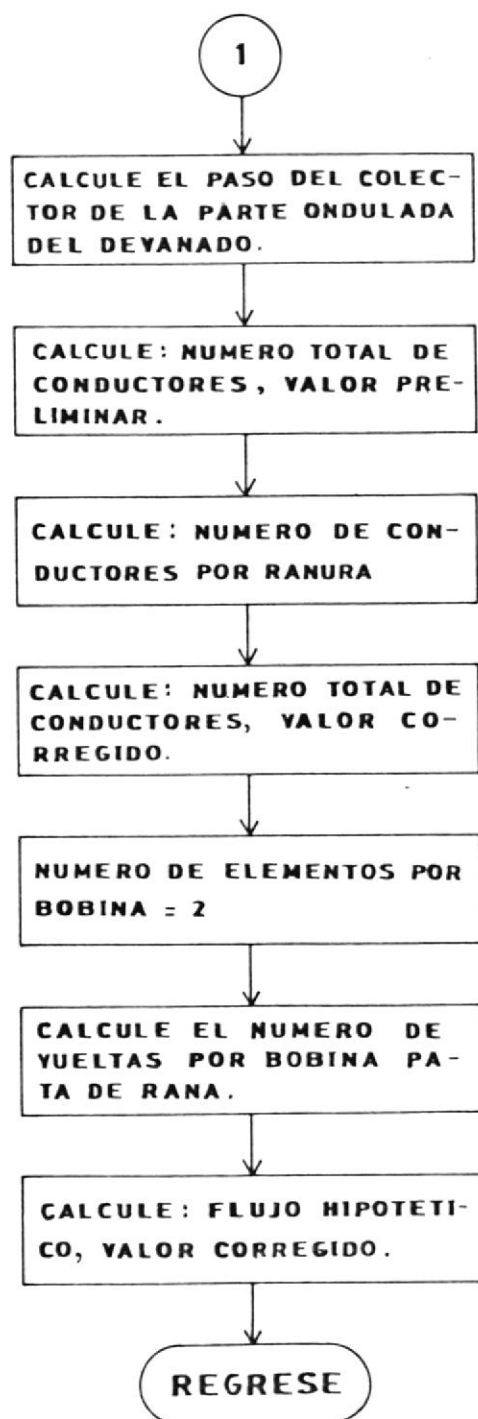 1
CALCULE EL PASO DEL COLEC-
TOR DE LA PARTE ONDULADA
DEL DEVANADO.
CALCULE: NUMERO TOTAL DE
CONDUCTORES, VALOR PRE-
LIMINAR.
CALCULE: NUMERO DE CON-
DUCTORES POR RANURA
CALCULE: NUMERO TOTAL DE
CONDUCTORES, VALOR CO-
RREGIDO.
NUMERO DE ELEMENTOS POR
BOBINA = 2
CALCULE EL NUMERO DE
VUELTAS POR BOBINA PA-
TA DE RANA.
CALCULE: FLUJO HIPOTETI-
CO, VALOR CORREGIDO.
REGRESE